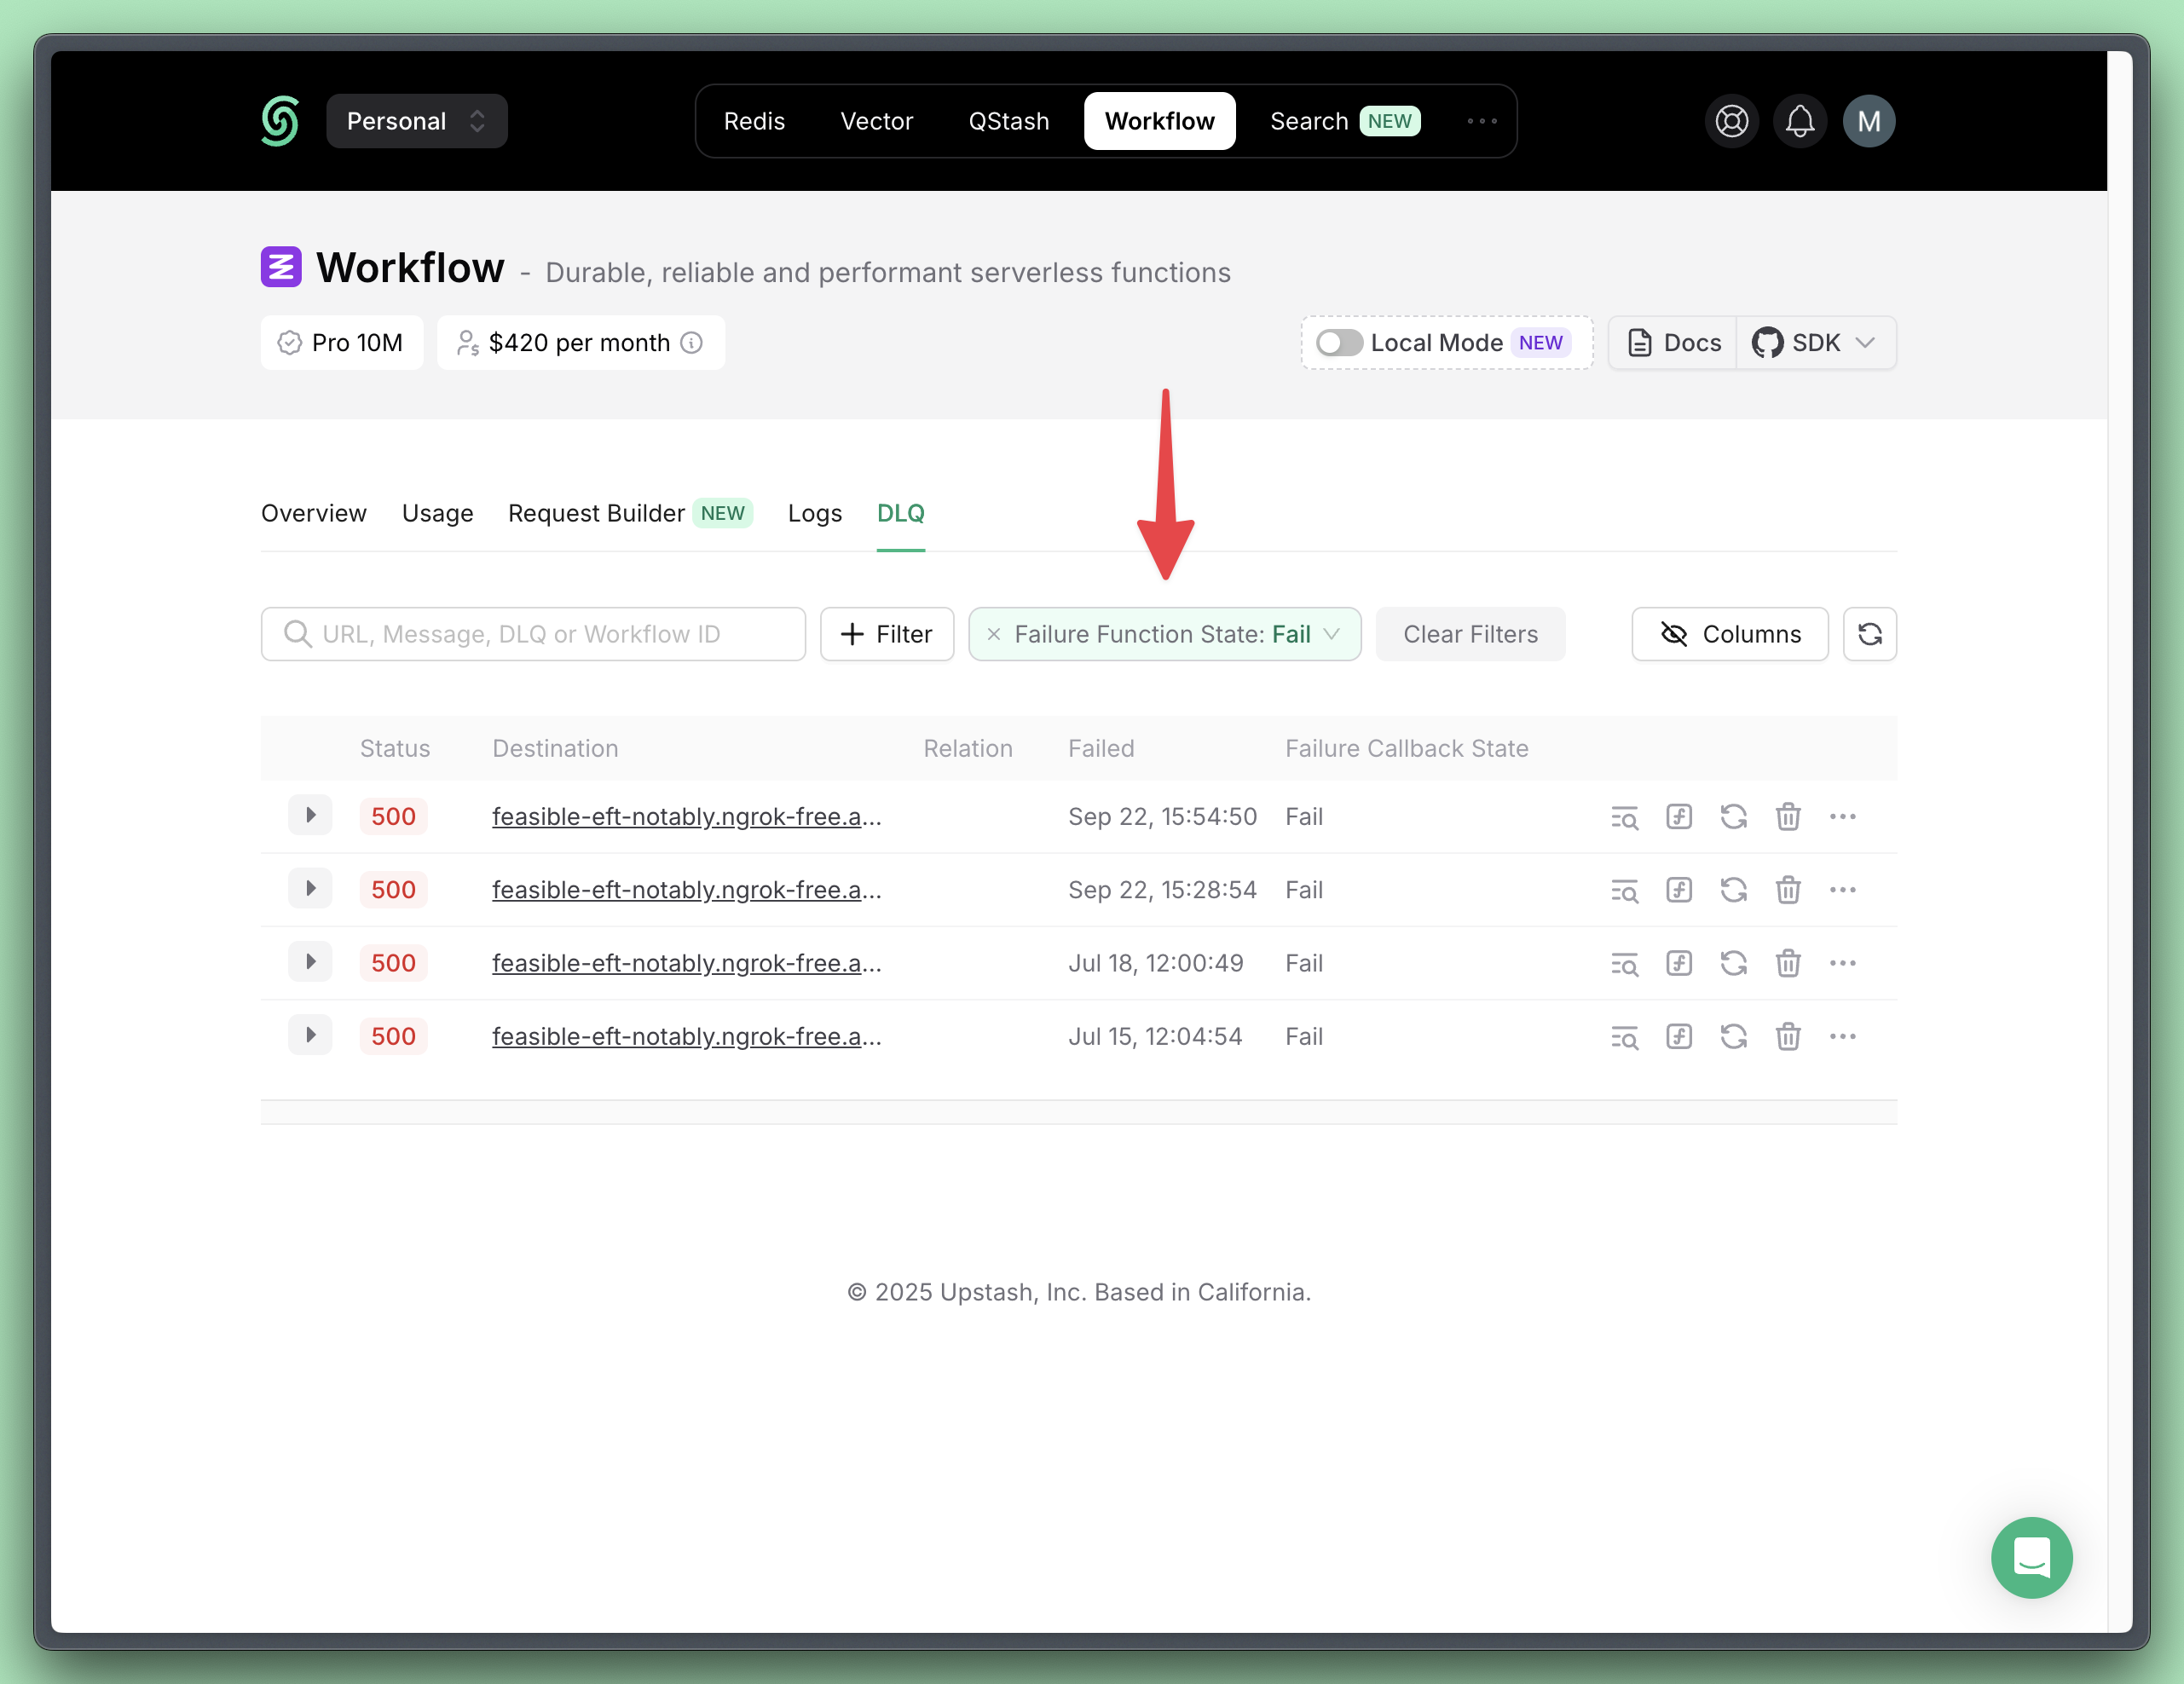 Personal Redis Vector QStash Workflow Search NEW M
Workflow - Durable, reliable and performant serverless functions
Pro 10M $420 per month Local Mode NEW Docs SDK
Overview Usage Request Builder NEW Logs DLQ
URL, Message, DLQ or Workflow ID Filter Failure Function State: Fail Clear Filters Columns
Status Destination Relation Failed Failure Callback State
500 feasible-eft-notably.ngrok-free.a... Sep 22, 15:54:50 Fail
500 feasible-eft-notably.ngrok-free.a... Sep 22, 15:28:54 Fail
500 feasible-eft-notably.ngrok-free.a... Jul 18, 12:00:49 Fail
500 feasible-eft-notably.ngrok-free.a... Jul 15, 12:04:54 Fail
© 2025 Upstash, Inc. Based in California.